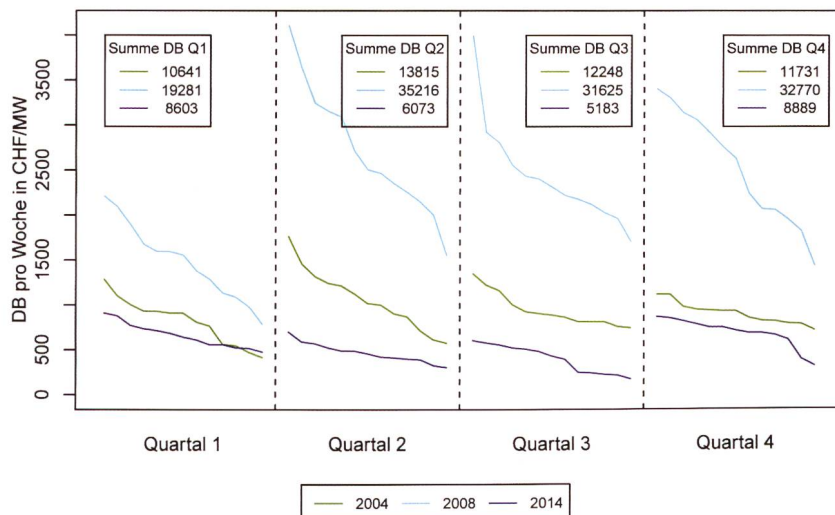 DB pro Woche in CHF/MW
3500
2500
1500
500
0
Summe DB Q1
10641
19281
8603
Summe DB Q2
13815
35216
6073
Summe DB Q3
12248
31625
5183
Summe DB Q4
11731
32770
8889
Quartal 1
Quartal 2
Quartal 3
Quartal 4
2004 2008 2014